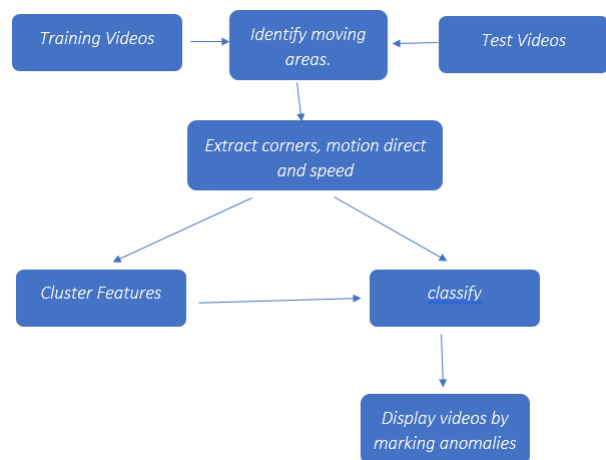 Training Videos
Identify moving
areas.
Test Videos
Extract corners, motion direct
and speed
Cluster Features
classify
Display videos by
marking anomalies